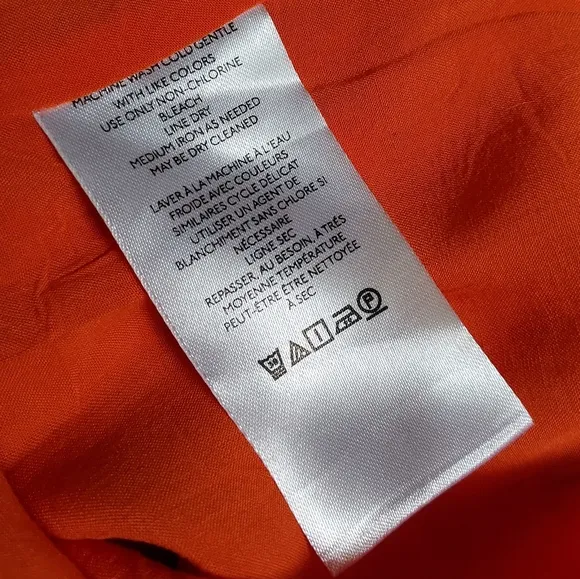 MACHINE WASH COLD GENTLE
WITH LIKE COLORS
USE ONLY NON-CHLORINE
BLEACH
LINE DRY
MEDIUM IRON AS NEEDED
MAY BE DRY CLEANED
LAVER À LA MACHINE À L'EAU
FROIDE AVEC COULEURS
SIMILAIRES CYCLE DÉLICAT
UTILISER UN AGENT DE
BLANCHIMENT SANS CHLORE SI
NÉCESSAIRE
LIGNE SEC
REPASSER, AU BESOIN, À TRÉS
MOYENNE TEMPÉRATURE
PEUT-ÊTRE ÊTRE NETTOYÉE
À SEC
30 P